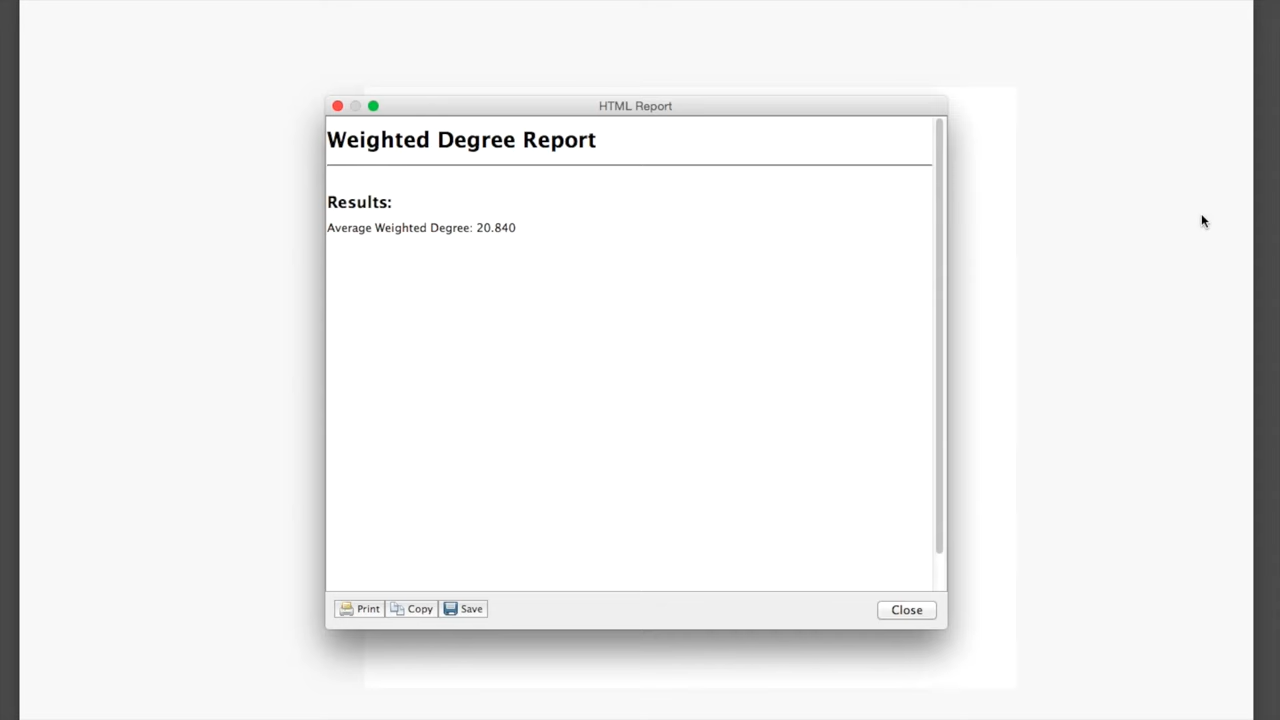 HTML Report
Weighted Degree Report
Results:
Average Weighted Degree: 20.840
Print Copy Save Close